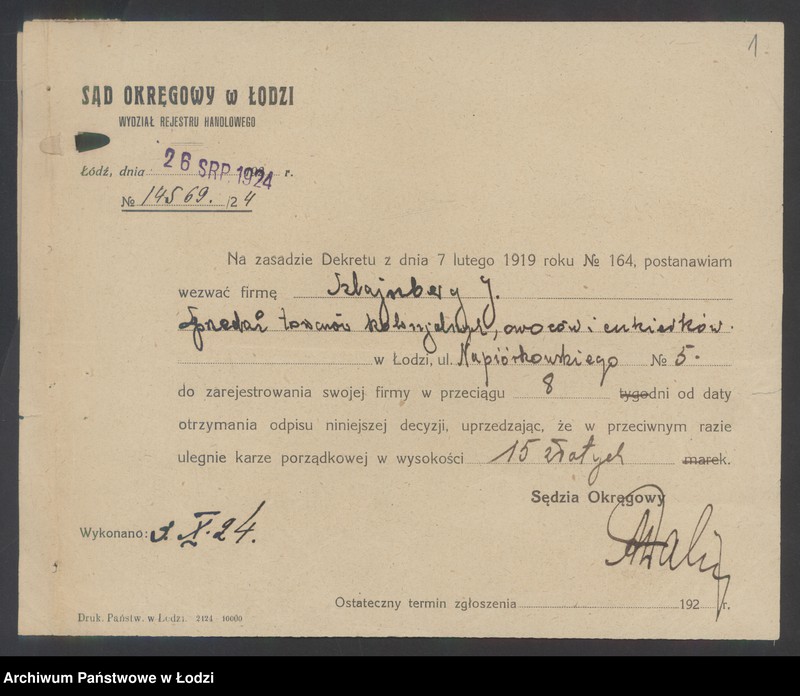 1.
SĄD OKRĘGOWY w ŁODZI
WYDZIAŁ REJESTRU HANDLOWEGO
Łódź, dnia 26 SRP. 1924 r.
№ 14569. /24
Na zasadzie Dekretu z dnia 7 lutego 1919 roku № 164, postanawiam
wezwać firmę Szlajnberg J.
Sprzedaż towarów kolonjalnych, owoców i cukierków.
w Łodzi, ul. Napiórkowskiego № 5.
do zarejestrowania swojej firmy w przeciągu 8 tygodni od daty
otrzymania odpisu niniejszej decyzji, uprzedzając, że w przeciwnym razie
ulegnie karze porządkowej w wysokości 15 złotych marek.
Sędzia Okręgowy
Wykonano: 3. X. 24.
Ostateczny termin zgłoszenia 192 r.
Druk. Państw. w Łodzi. 2424 - 10000
Archiwum Państwowe w Łodzi